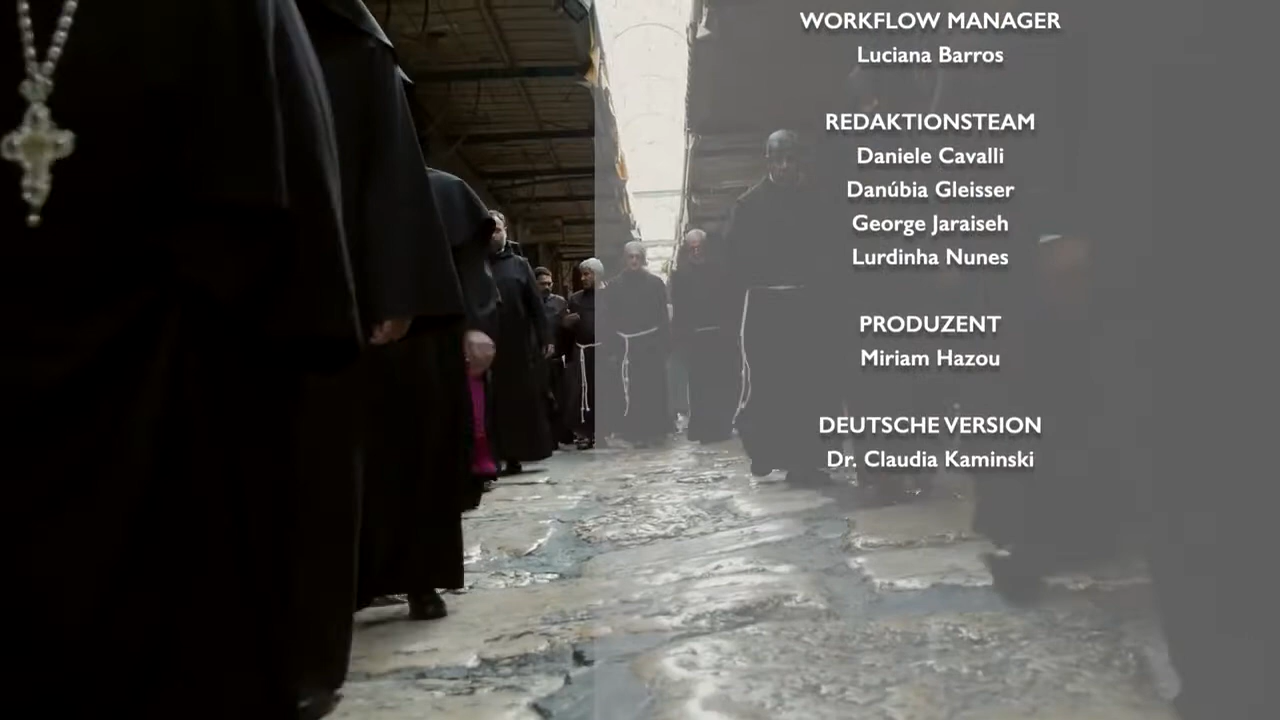 WORKFLOW MANAGER
Luciana Barros
REDAKTIONSTEAM
Daniele Cavalli
Danúbia Gleisser
George Jaraiseh
Lurdinha Nunes
PRODUZENT
Miriam Hazou
DEUTSCHE VERSION
Dr. Claudia Kaminski